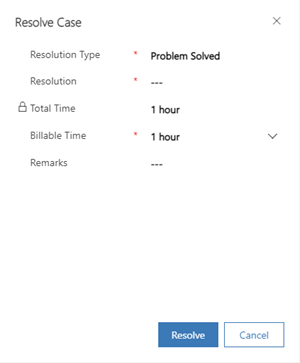 Resolve Case
Resolution Type * Problem Solved
Resolution * ---
Total Time 1 hour
Billable Time * 1 hour
Remarks ---
Resolve Cancel